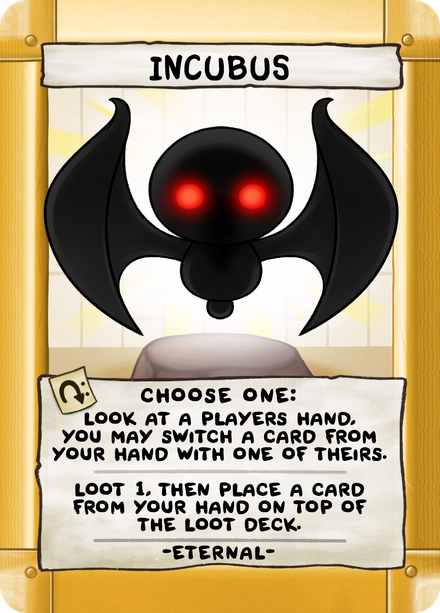 INCUBUS
CHOOSE ONE:
LOOK AT A PLAYERS HAND.
YOU MAY SWITCH A CARD FROM
YOUR HAND WITH ONE OF THEIRS.
LOOT 1, THEN PLACE A CARD
FROM YOUR HAND ON TOP OF
THE LOOT DECK.
-ETERNAL-